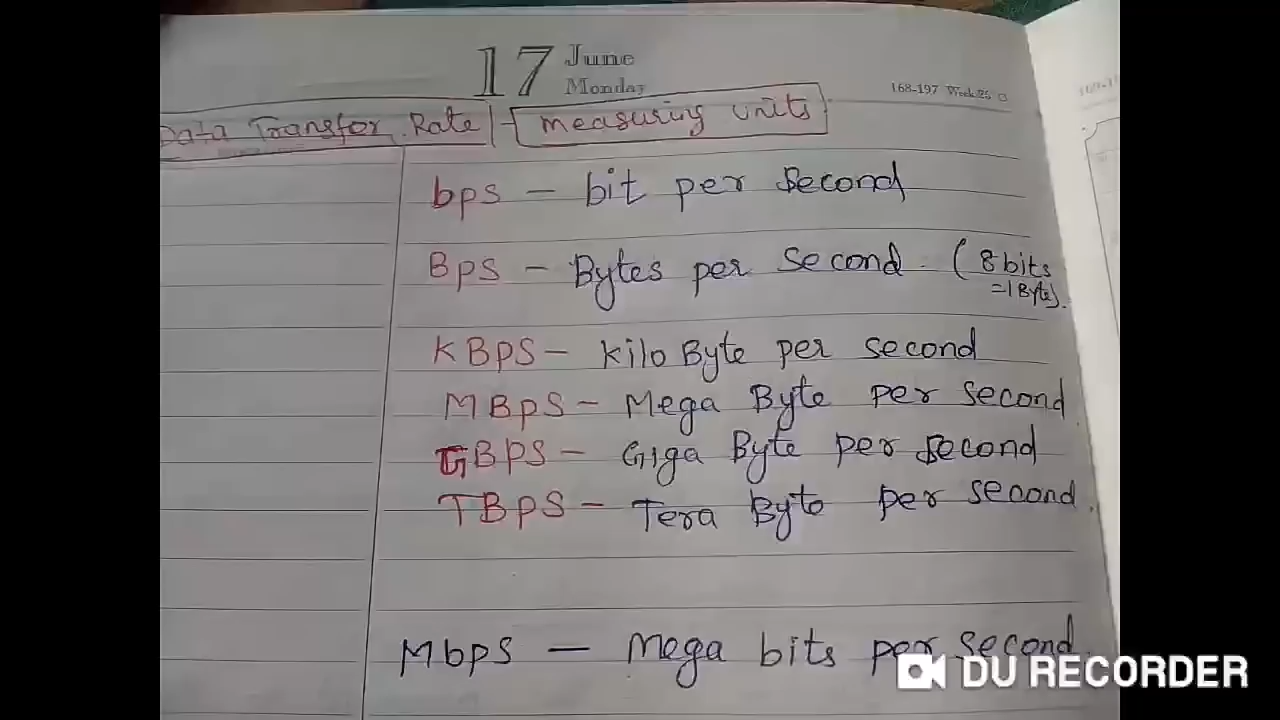 17 June
Monday
168-197 Week 25
Data Transfor Rate - measuring units
bps - bit per second
Bps - Bytes per second. (8 bits
=1 Byte).
KBps - kilo Byte per second
MBps - Mega Byte per second
GBps - Giga Byte per second
TBps - Tera Byte per second.
Mbps - Mega bits per second.
DU RECORDER